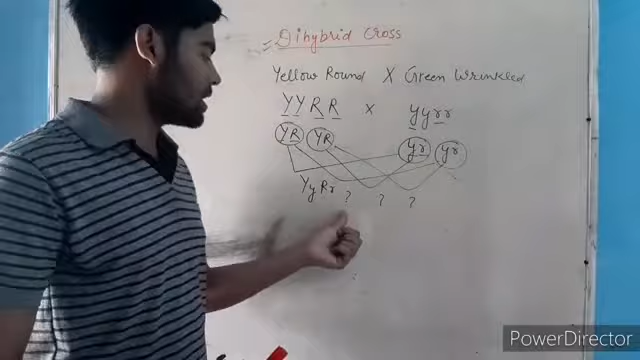 Dihybrid Cross
Yellow Round X Green Wrinkled
YYRR x yyrr
YR YR yr yr
YyRr ? ? ?
PowerDirector